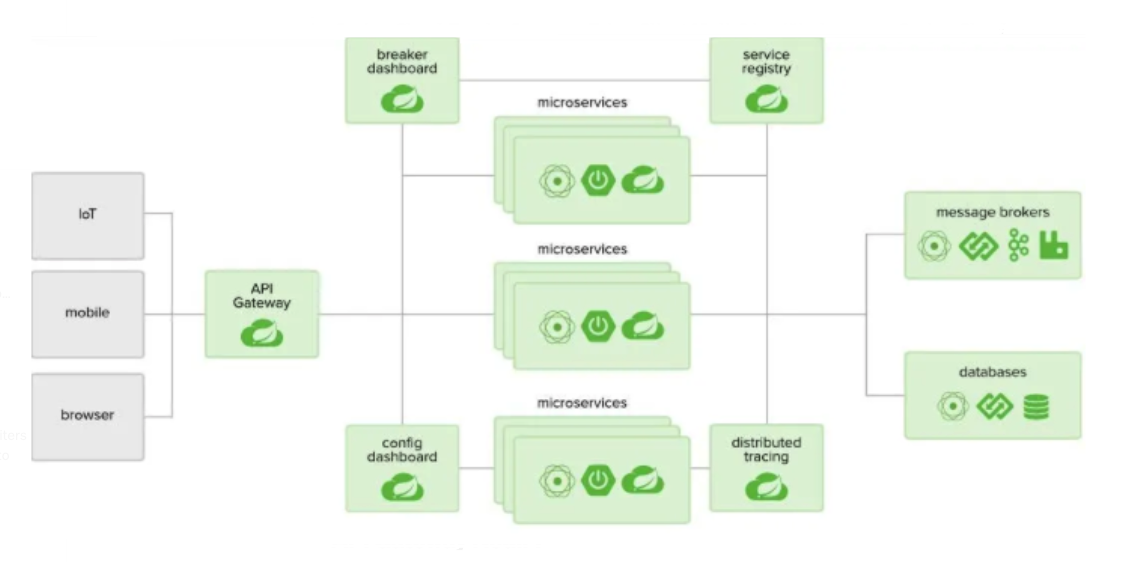 breaker
dashboard
service
registry
microservices
IoT
message brokers
microservices
API
Gateway
mobile
databases
microservices
browser
config
dashboard
distributed
tracing